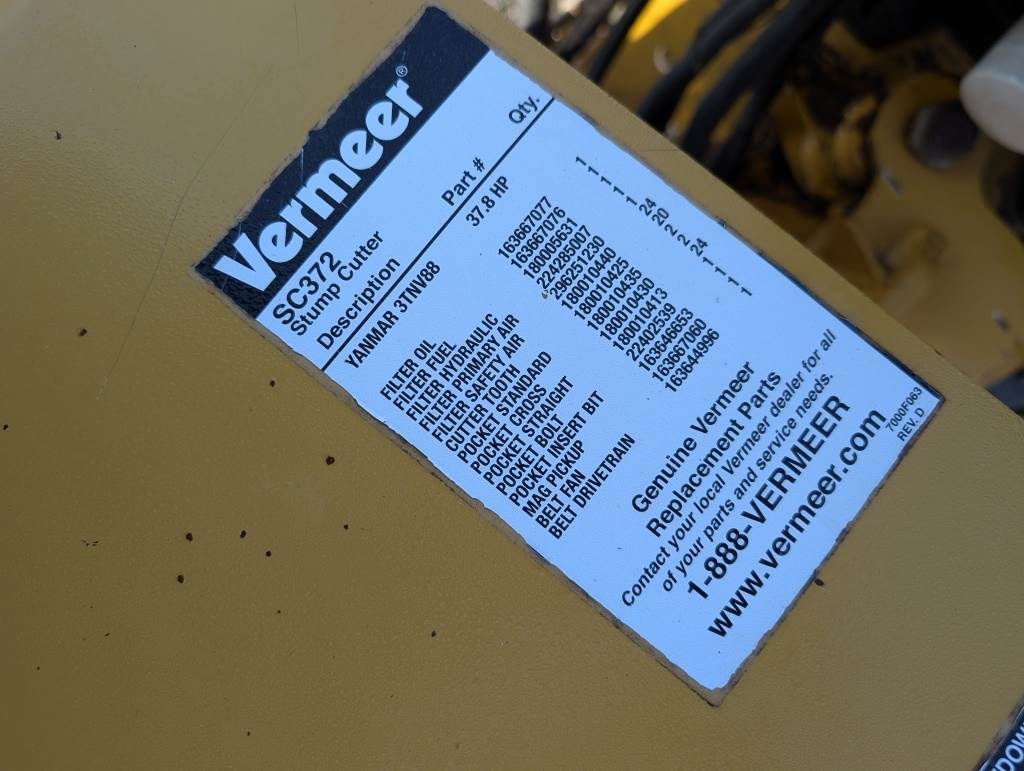 Vermeer®
SC372
Stump Cutter
Description Part # Qty.
YANMAR 3TNV88 37.8 HP
FILTER OIL 163667077 1
FILTER FUEL 163667076 1
FILTER HYDRAULIC 180005631 1
FILTER PRIMARY AIR 224285007 1
FILTER SAFETY AIR 296251230 1
CUTTER TOOTH 180010440 24
POCKET STANDARD 180010425 20
POCKET CROSS 180010435 2
POCKET STRAIGHT 180010430 2
POCKET BOLT 180010413 24
POCKET INSERT BIT 22402539 1
MAG PICKUP 163649653 1
BELT FAN 163667060 1
BELT DRIVETRAIN 163644996 1
Genuine Vermeer
Replacement Parts
Contact your local Vermeer dealer for all
of your parts and service needs.
1-888-VERMEER
www.vermeer.com
7000F063
REV. D